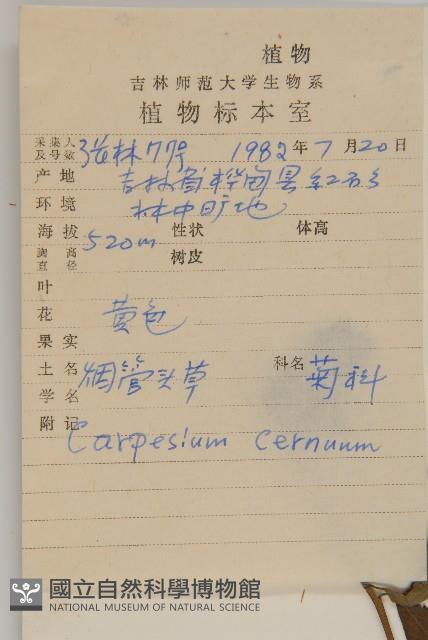 植物
吉林师范大学生物系
植物标本室
采集人及号数 张林77号 1982年7月20日
产地 吉林省桦甸县红石乡
环境 林中旷地
海拔 520m 性状 体高
胸高直径 树皮
叶
花 黄色
果实
土名 烟管头草 科名 菊科
学名
附记 Carpesium cernuum
國立自然科學博物館
NATIONAL MUSEUM OF NATURAL SCIENCE